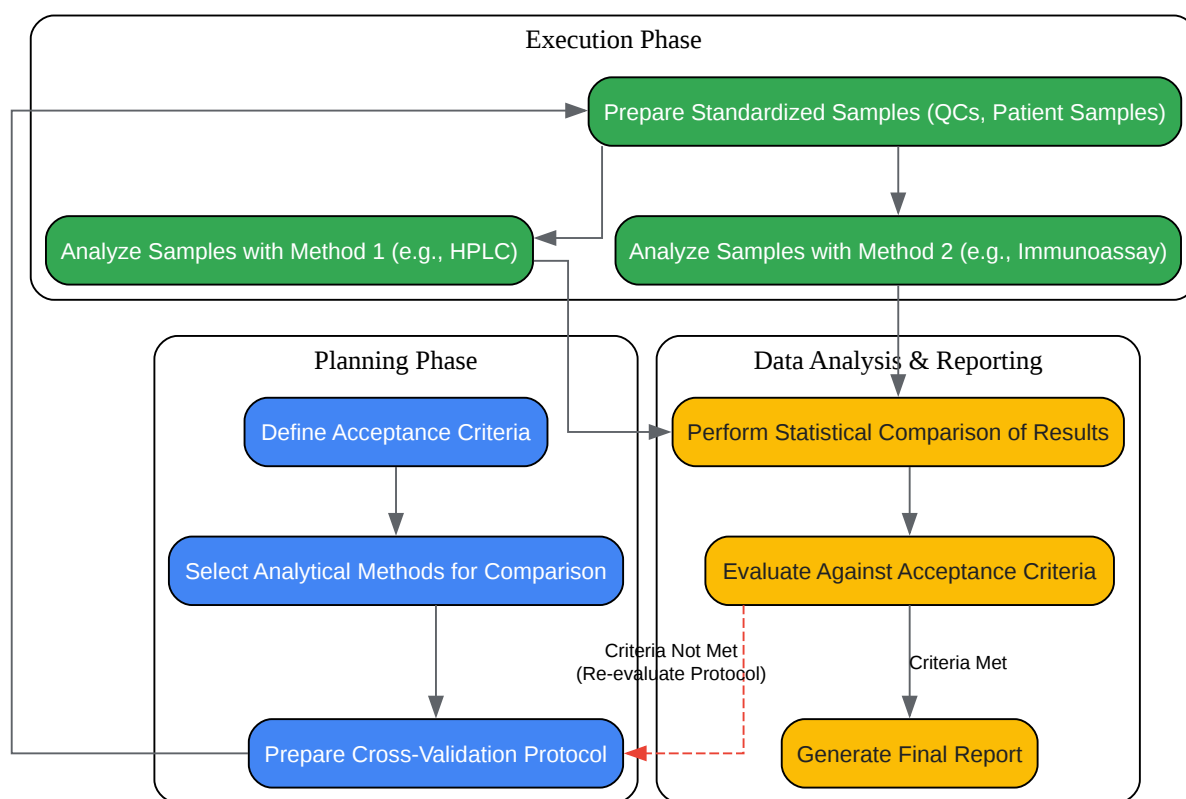 Execution Phase
Prepare Standardized Samples (QCs, Patient Samples)
Analyze Samples with Method 1 (e.g., HPLC)
Analyze Samples with Method 2 (e.g., Immunoassay)
Planning Phase
Define Acceptance Criteria
Select Analytical Methods for Comparison
Prepare Cross-Validation Protocol
Data Analysis & Reporting
Perform Statistical Comparison of Results
Evaluate Against Acceptance Criteria
Criteria Not Met
(Re-evaluate Protocol)
Criteria Met
Generate Final Report